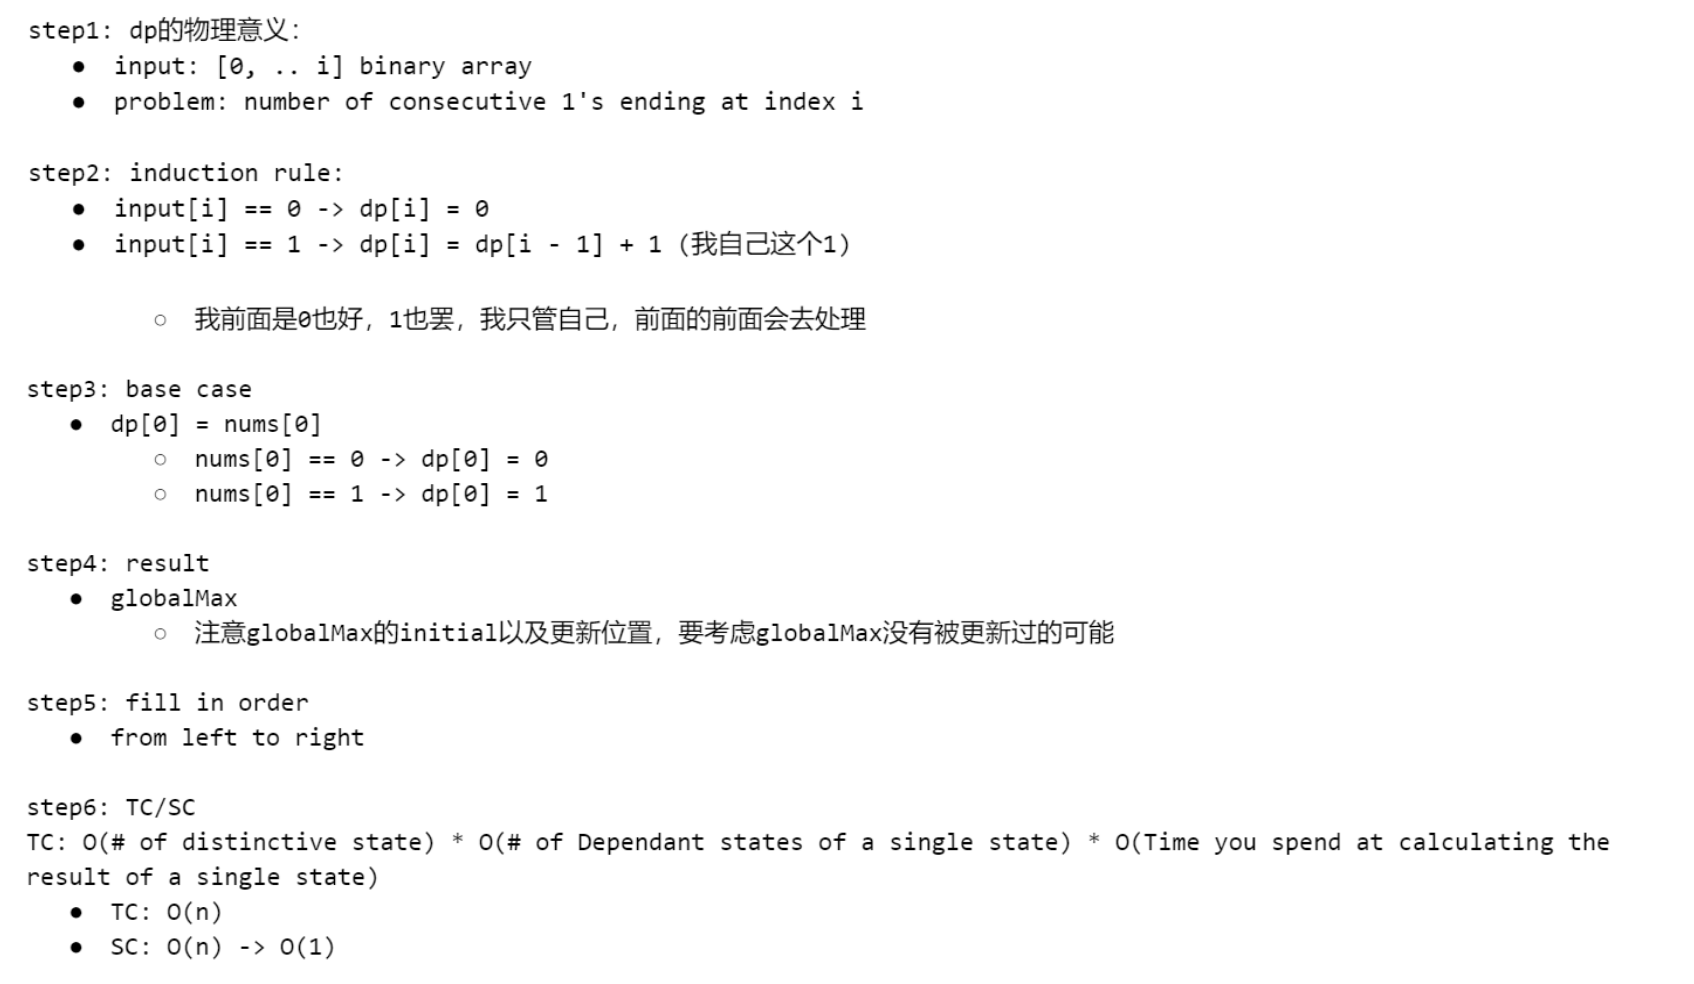 step1: dp的物理意义:
● input: [0, .. i] binary array
● problem: number of consecutive 1's ending at index i
step2: induction rule:
● input[i] == 0 -> dp[i] = 0
● input[i] == 1 -> dp[i] = dp[i - 1] + 1 (我自己这个1)
○ 我前面是0也好，1也罢，我只管自己，前面的前面会去处理
step3: base case
● dp[0] = nums[0]
○ nums[0] == 0 -> dp[0] = 0
○ nums[0] == 1 -> dp[0] = 1
step4: result
● globalMax
○ 注意globalMax的initial以及更新位置，要考虑globalMax没有被更新过的可能
step5: fill in order
● from left to right
step6: TC/SC
TC: O(# of distinctive state) * O(# of Dependant states of a single state) * O(Time you spend at calculating the
result of a single state)
● TC: O(n)
● SC: O(n) -> O(1)